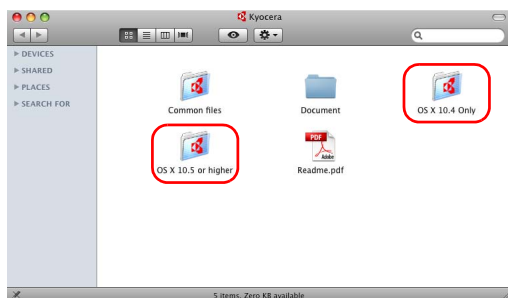 Kyocera
DEVICES
SHARED
PLACES
SEARCH FOR
Common files
Document
OS X 10.4 Only
OS X 10.5 or higher
PDF
Adobe
Readme.pdf
5 items, Zero KB available